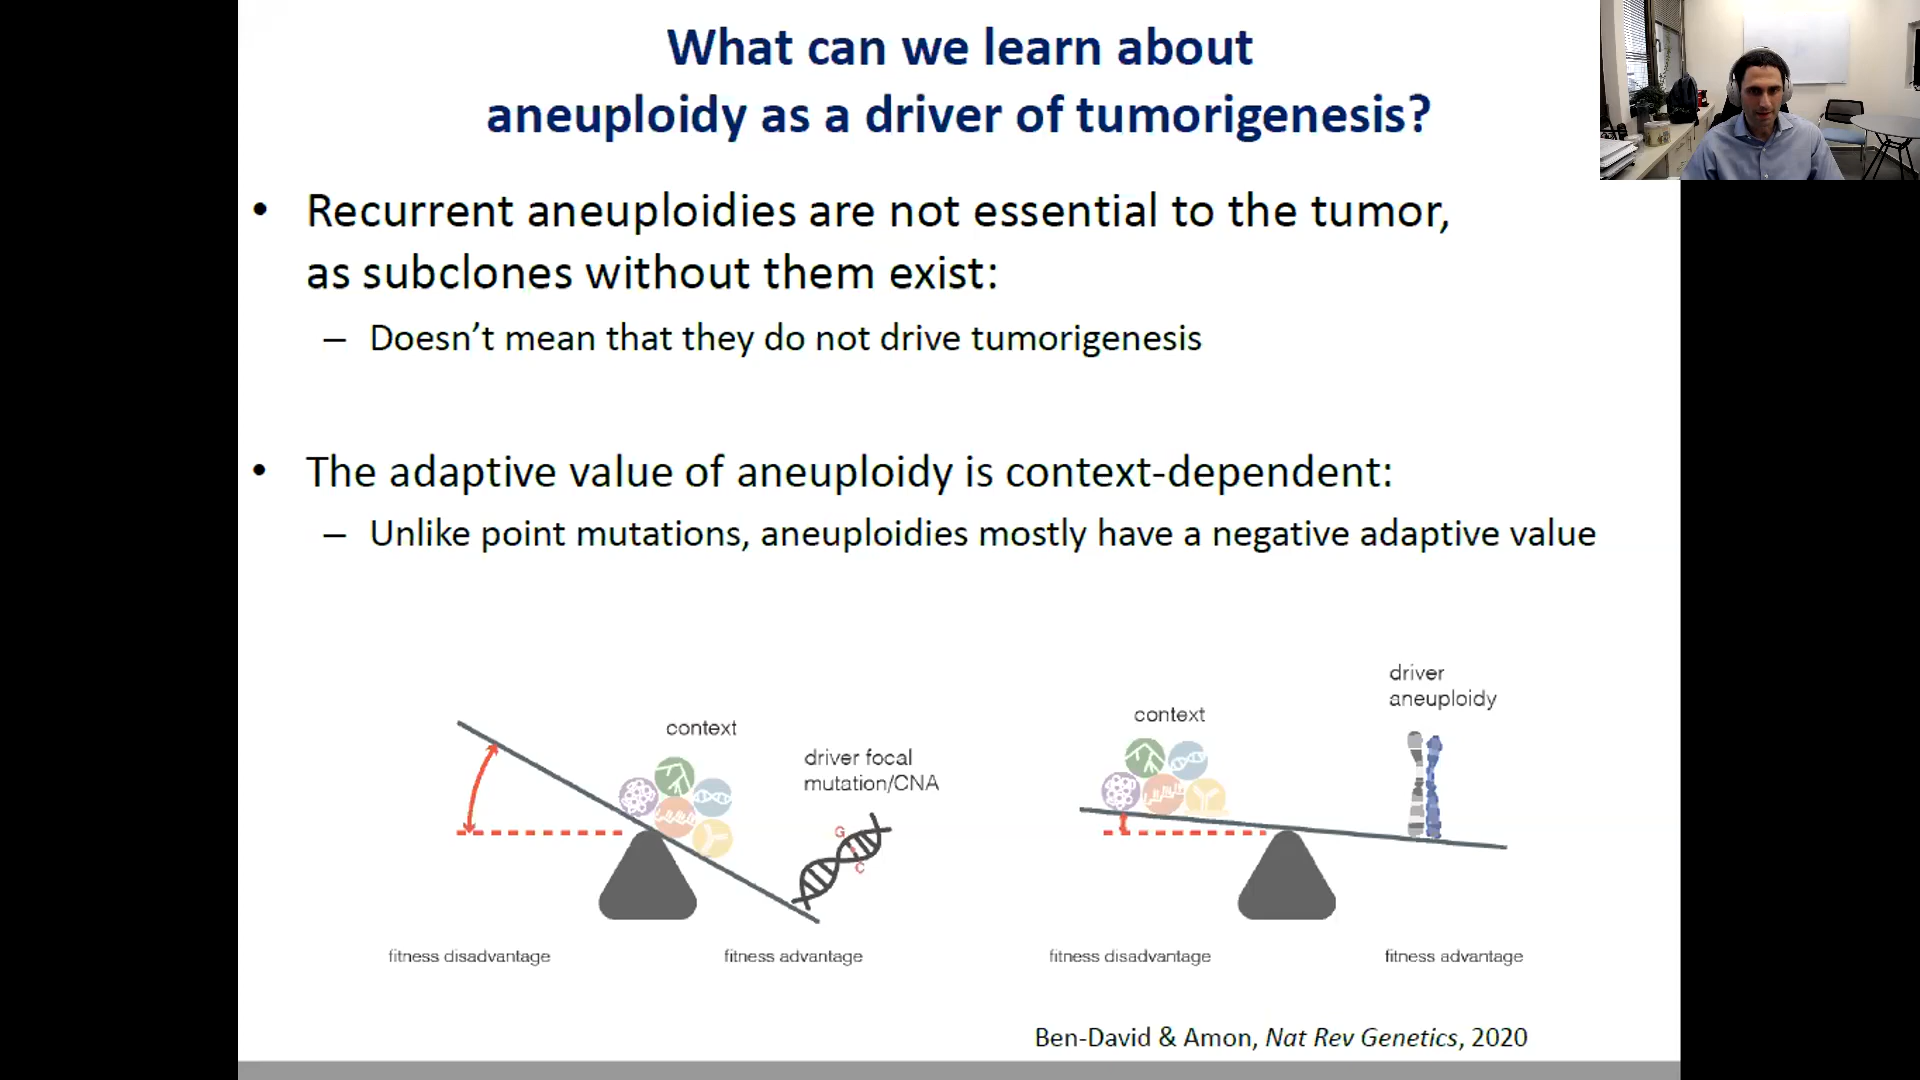 What can we learn about
aneuploidy as a driver of tumorigenesis?
• Recurrent aneuploidies are not essential to the tumor,
as subclones without them exist:
– Doesn’t mean that they do not drive tumorigenesis
• The adaptive value of aneuploidy is context-dependent:
– Unlike point mutations, aneuploidies mostly have a negative adaptive value
context
driver focal
mutation/CNA
G
C
fitness disadvantage
fitness advantage
context
driver
aneuploidy
fitness disadvantage
fitness advantage
Ben-David & Amon, Nat Rev Genetics, 2020